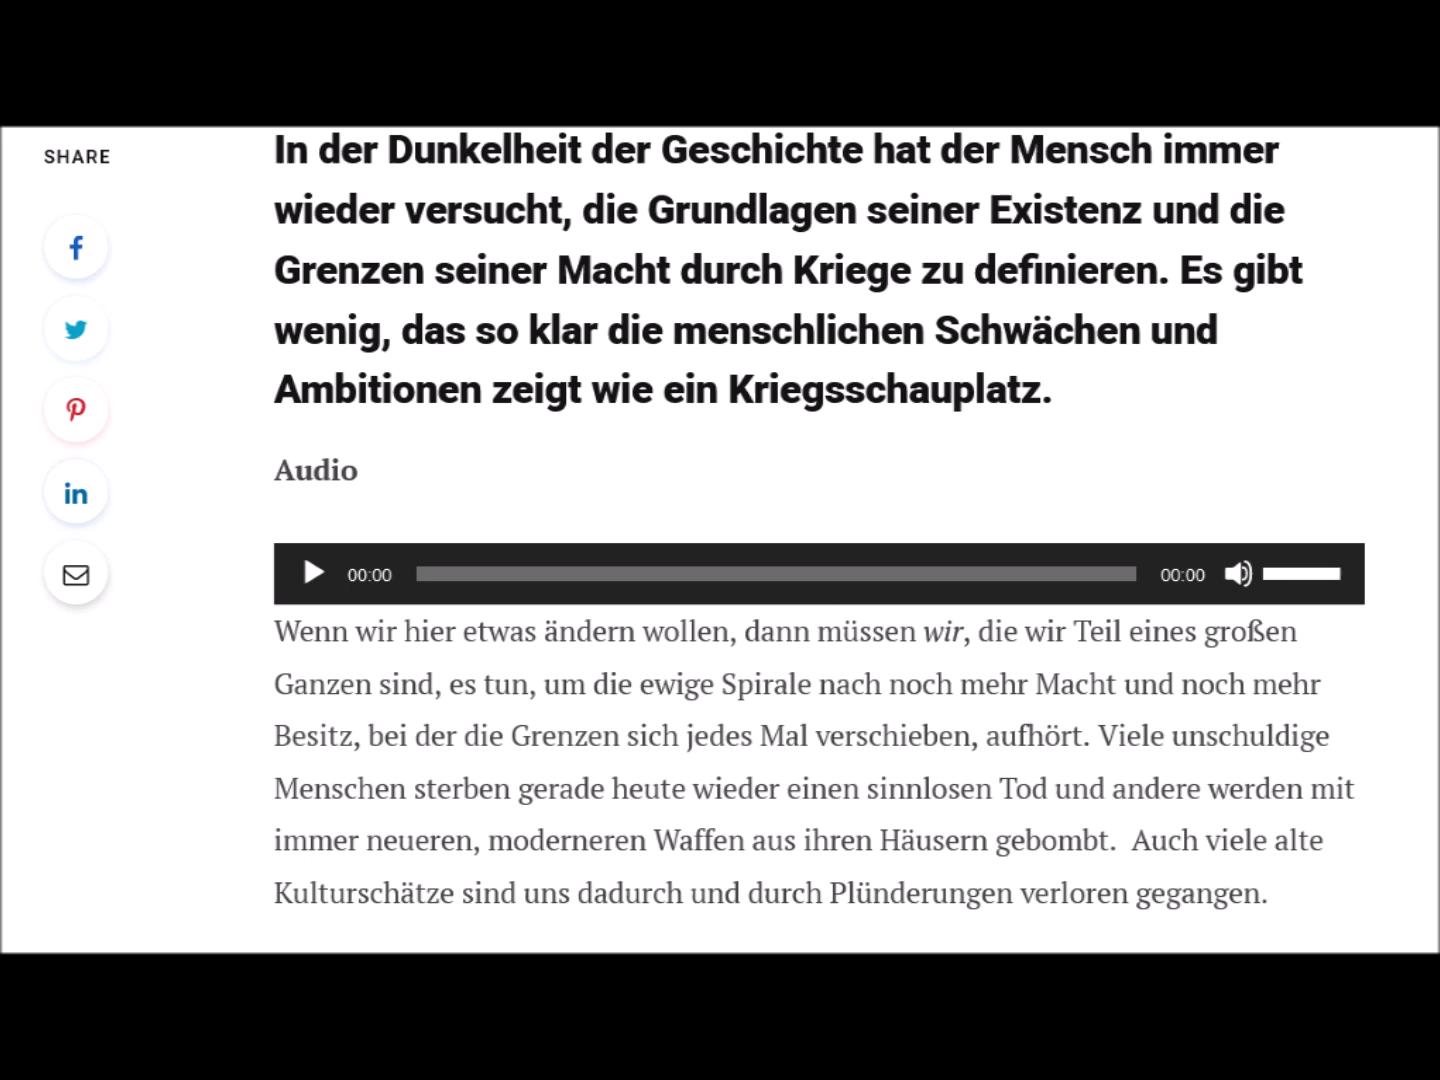 SHARE
In der Dunkelheit der Geschichte hat der Mensch immer
wieder versucht, die Grundlagen seiner Existenz und die
Grenzen seiner Macht durch Kriege zu definieren. Es gibt
wenig, das so klar die menschlichen Schwächen und
Ambitionen zeigt wie ein Kriegsschauplatz.
Audio
00:00 00:00
Wenn wir hier etwas ändern wollen, dann müssen wir, die wir Teil eines großen
Ganzen sind, es tun, um die ewige Spirale nach noch mehr Macht und noch mehr
Besitz, bei der die Grenzen sich jedes Mal verschieben, aufhört. Viele unschuldige
Menschen sterben gerade heute wieder einen sinnlosen Tod und andere werden mit
immer neueren, moderneren Waffen aus ihren Häusern gebombt.  Auch viele alte
Kulturschätze sind uns dadurch und durch Plünderungen verloren gegangen.